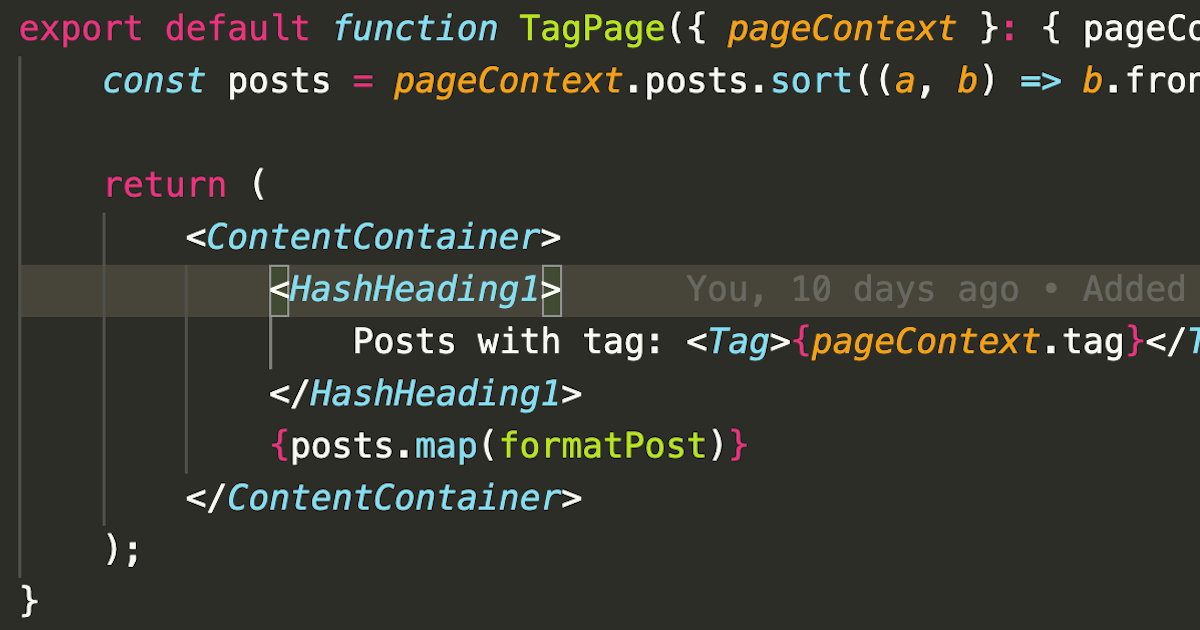 export default function TagPage({ pageContext }: { pageCo
const posts = pageContext.posts.sort((a, b) => b.fron
return (
<ContentContainer>
<HashHeading1> You, 10 days ago • Added
Posts with tag: <Tag>{pageContext.tag}</T
</HashHeading1>
{posts.map(formatPost)}
</ContentContainer>
);
}